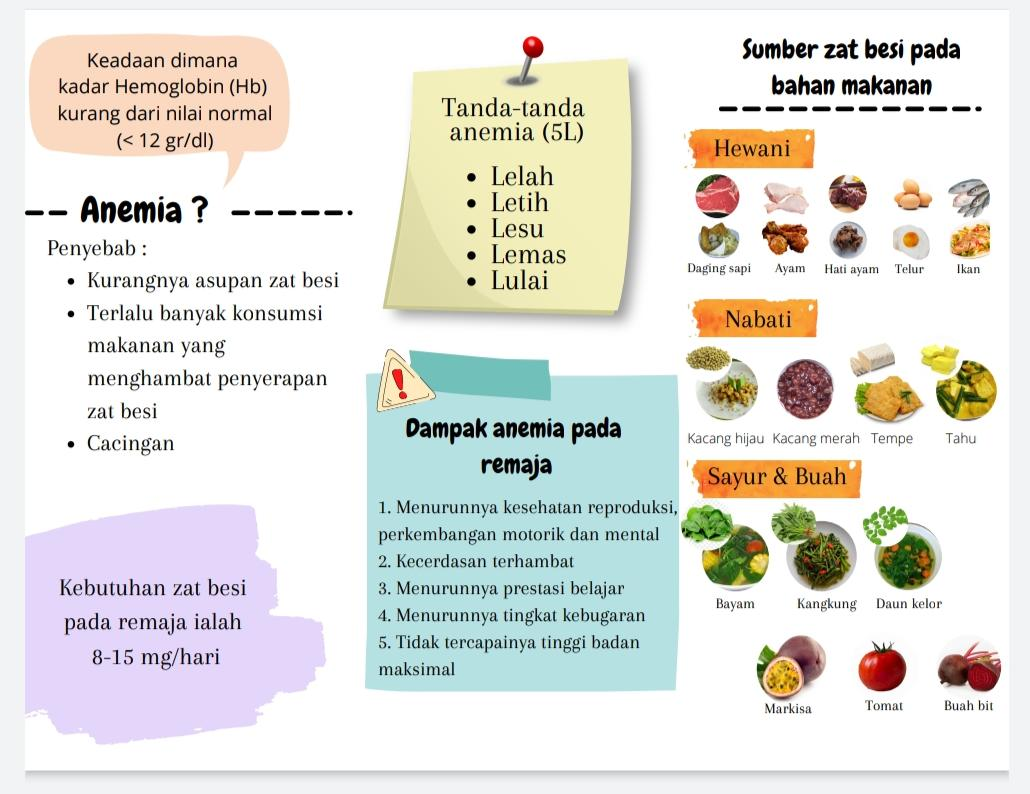 Keadaan dimana
kadar Hemoglobin (Hb)
kurang dari nilai normal
(< 12 gr/dl)
Anemia ?
Penyebab :
• Kurangnya asupan zat besi
• Terlalu banyak konsumsi
makanan yang
menghambat penyerapan
zat besi
• Cacingan
Kebutuhan zat besi
pada remaja ialah
8-15 mg/hari
Tanda-tanda
anemia (5L)
• Lelah
• Letih
• Lesu
• Lemas
• Lulai
Dampak anemia pada
remaja
1. Menurunnya kesehatan reproduksi,
perkembangan motorik dan mental
2. Kecerdasan terhambat
3. Menurunnya prestasi belajar
4. Menurunnya tingkat kebugaran
5. Tidak tercapainya tinggi badan
maksimal
Sumber zat besi pada
bahan makanan
Hewani
Daging sapi Ayam Hati ayam Telur Ikan
Nabati
Kacang hijau Kacang merah Tempe Tahu
Sayur & Buah
Bayam Kangkung Daun kelor
Markisa Tomat Buah bit